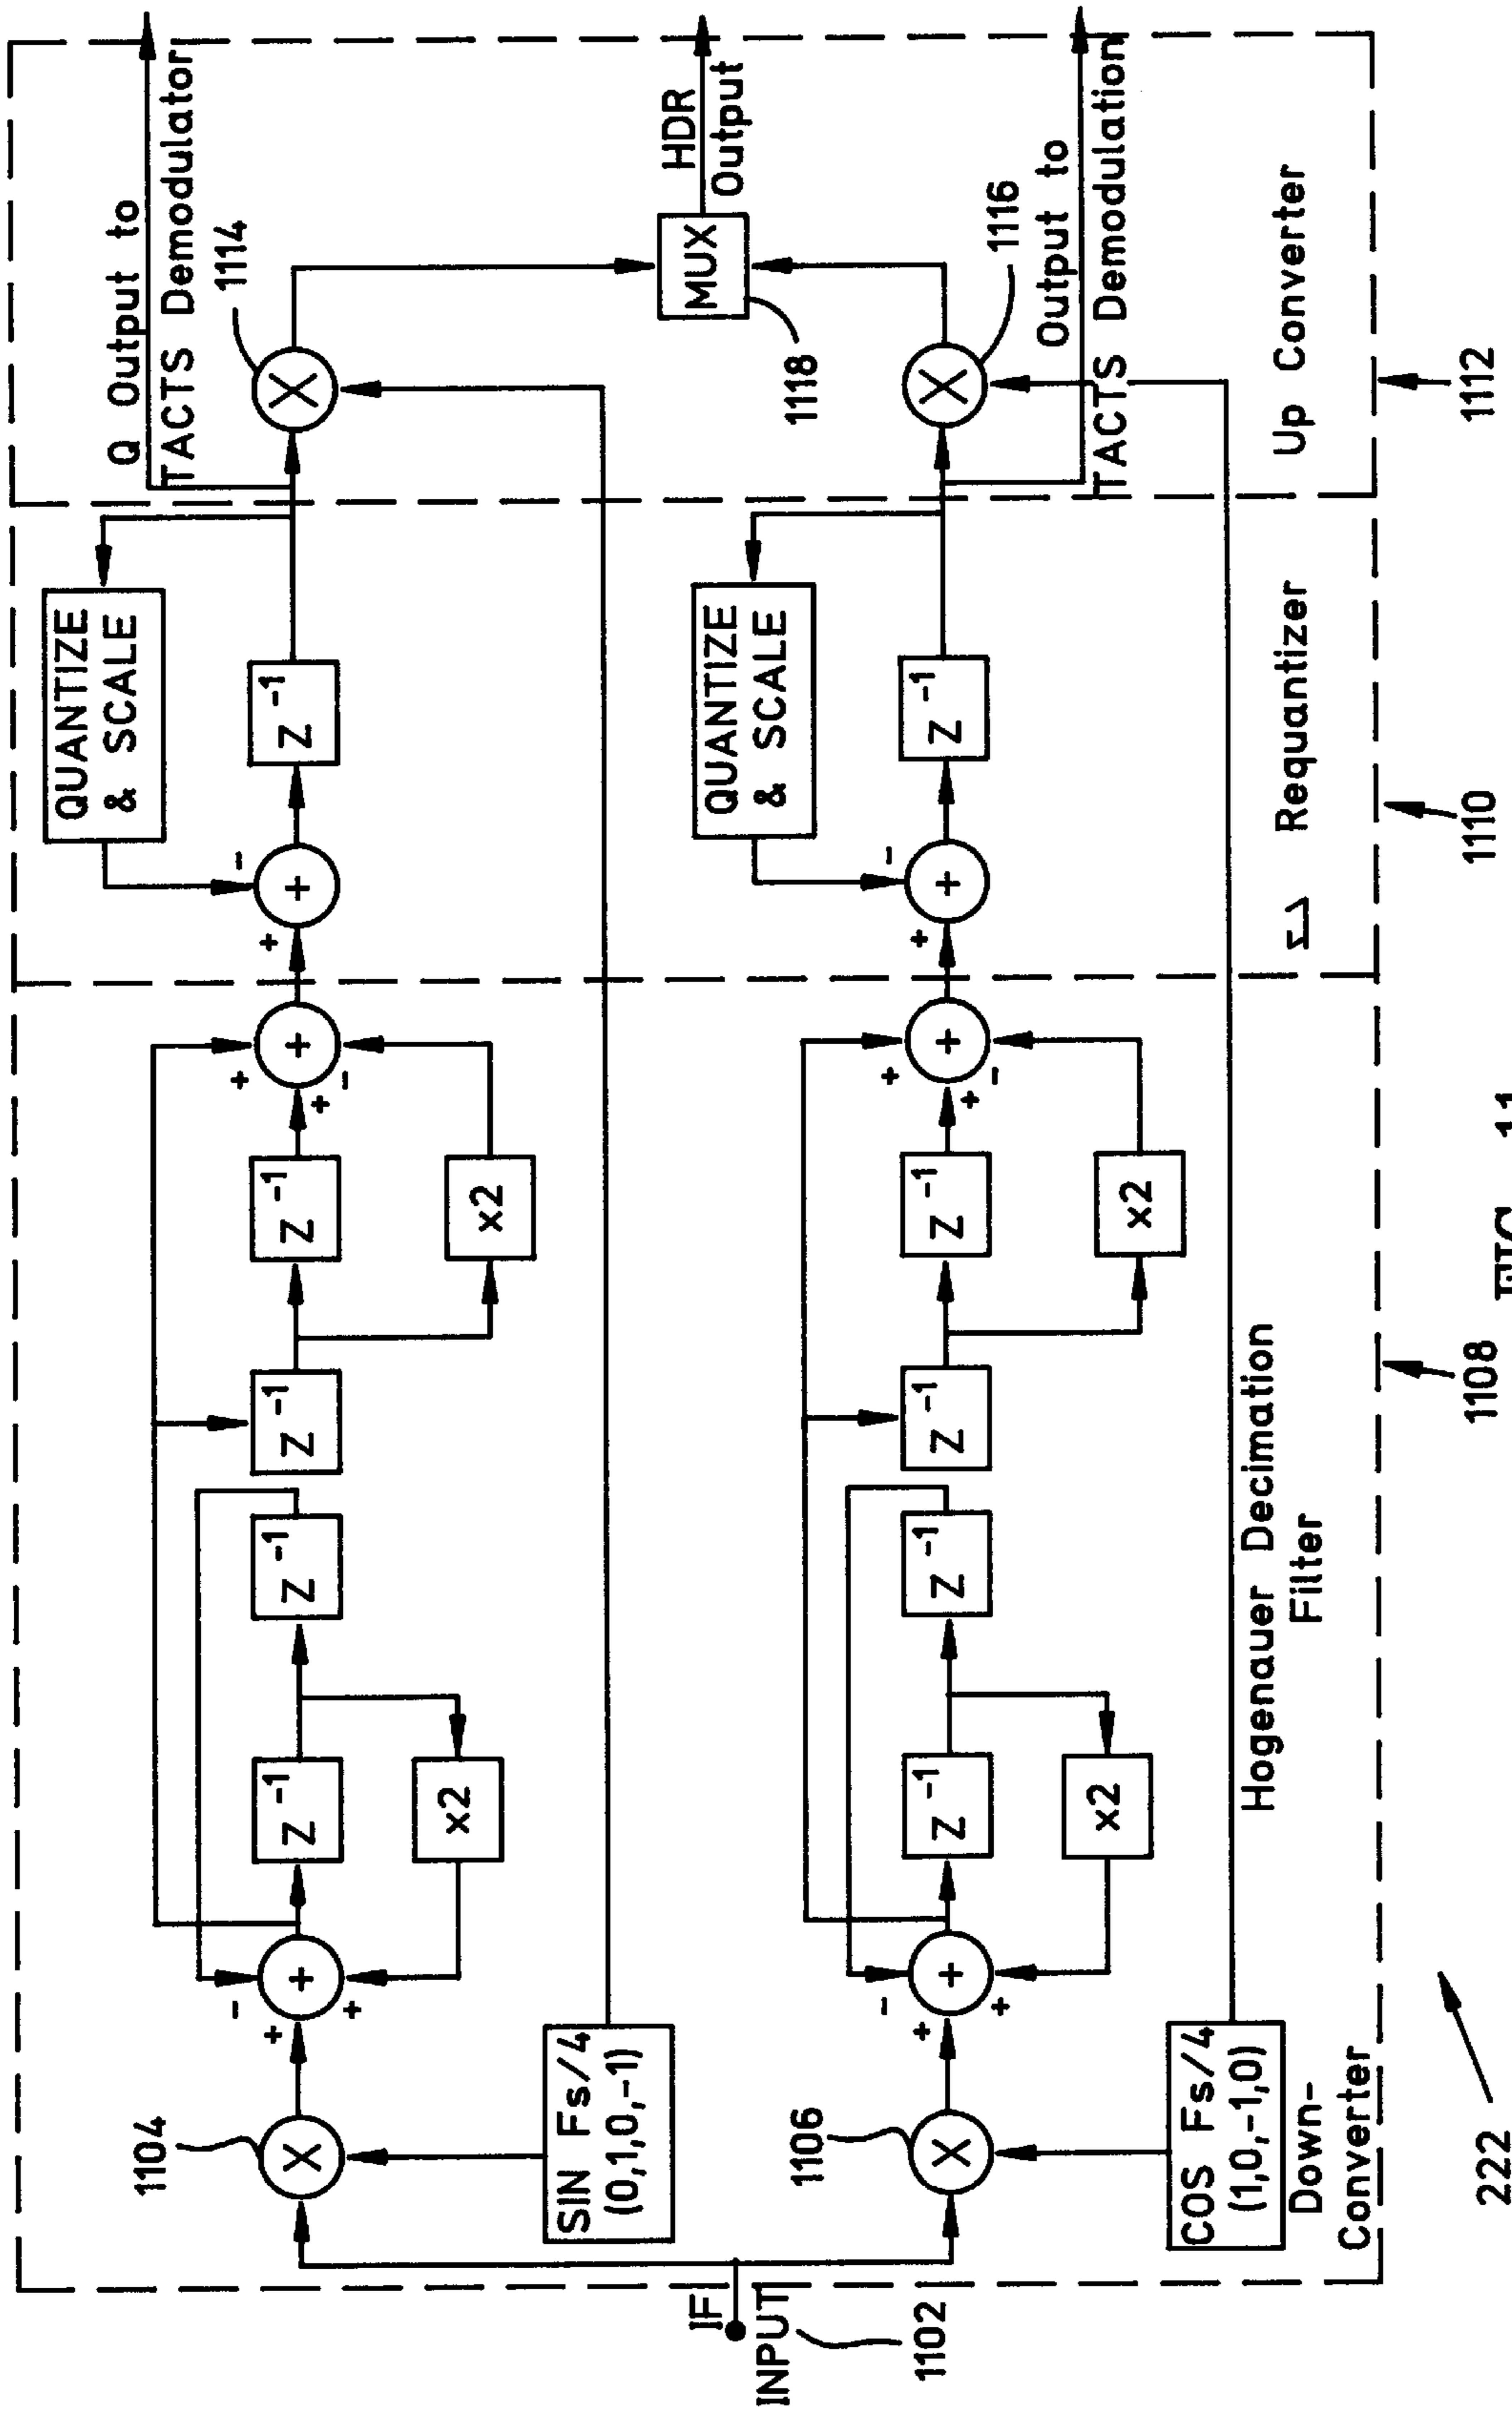 Q Output to
TACTS Demodulator
1114
QUANTIZE
& SCALE
Z -1
-
+
+
+
+
-
+
Z -1
x2
Z -1
Z -1
Z -1
x2
-
+
+
+
1104
X
X
SIN Fs/4
(0,1,0,-1)
HDR
Output
MUX
1118
1116
Output to
TACTS Demodulation
QUANTIZE
& SCALE
Z -1
-
+
+
+
+
-
+
Z -1
x2
Z -1
Z -1
Z -1
x2
-
+
+
+
1106
X
X
COS Fs/4
(1,0,-1,0)
Down-
Converter
Hogenauer Decimation
Filter
Requantizer
Up Converter
IF
INPUT
1102
222
1108
1110
1112